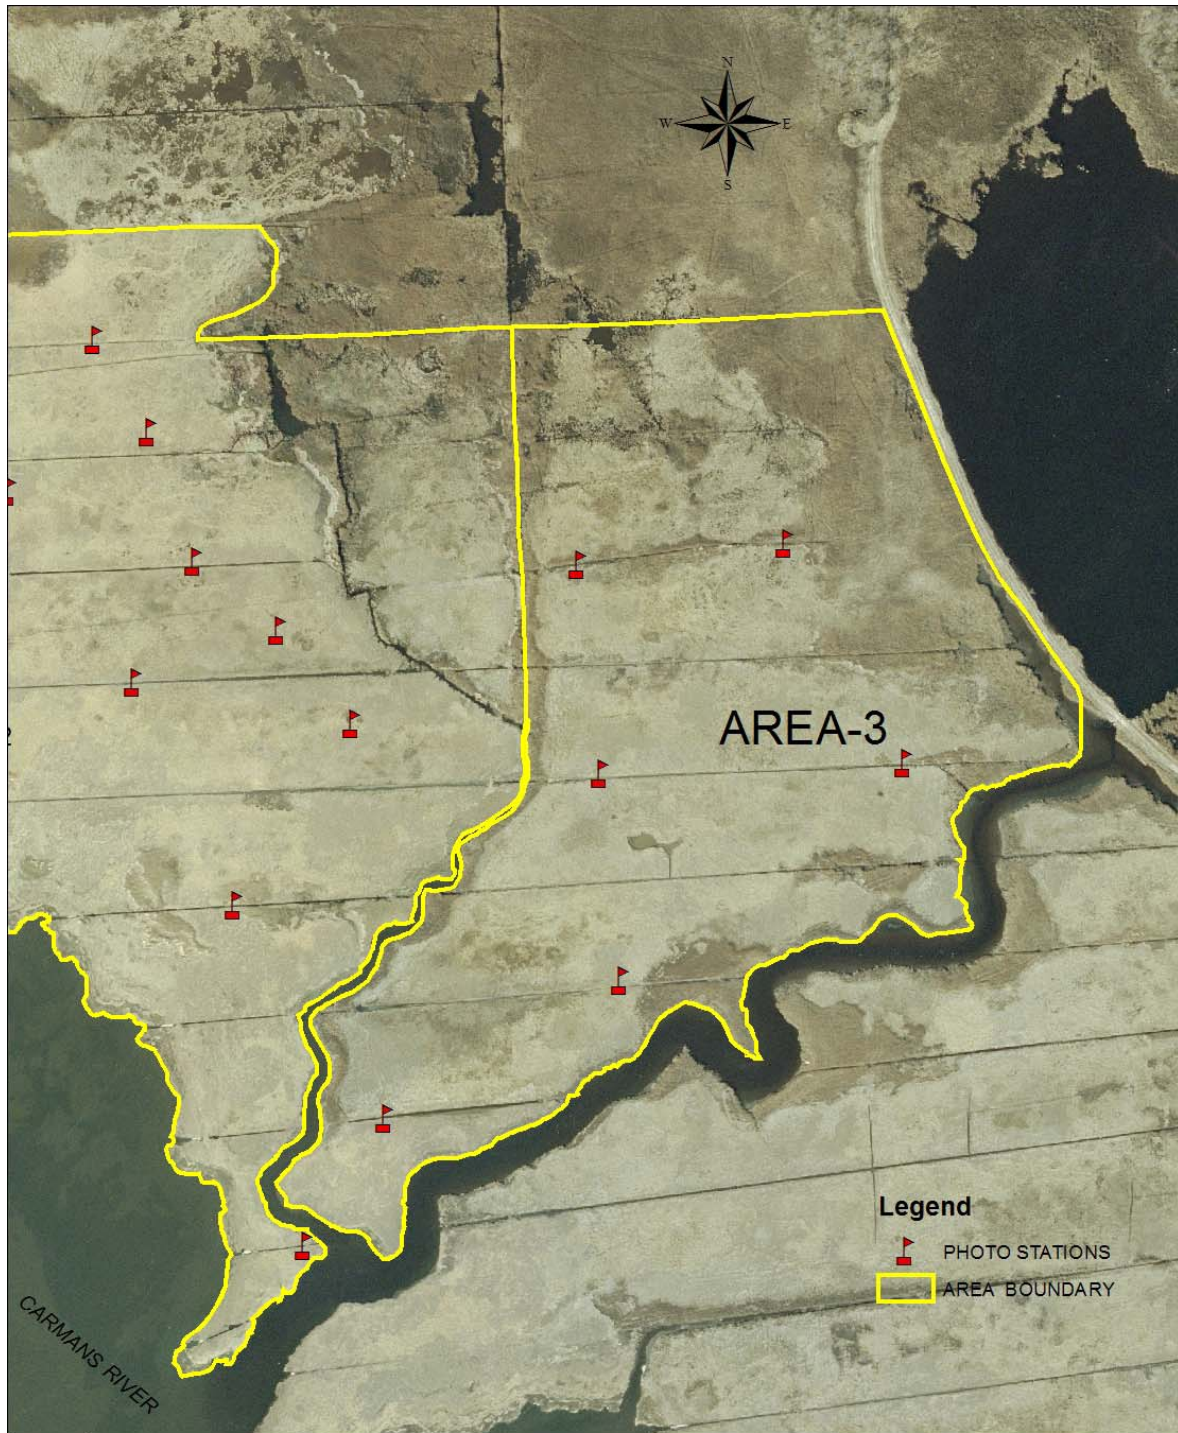 N
W E
S
AREA-3
Legend
PHOTO STATIONS
AREA BOUNDARY
CARMANS RIVER